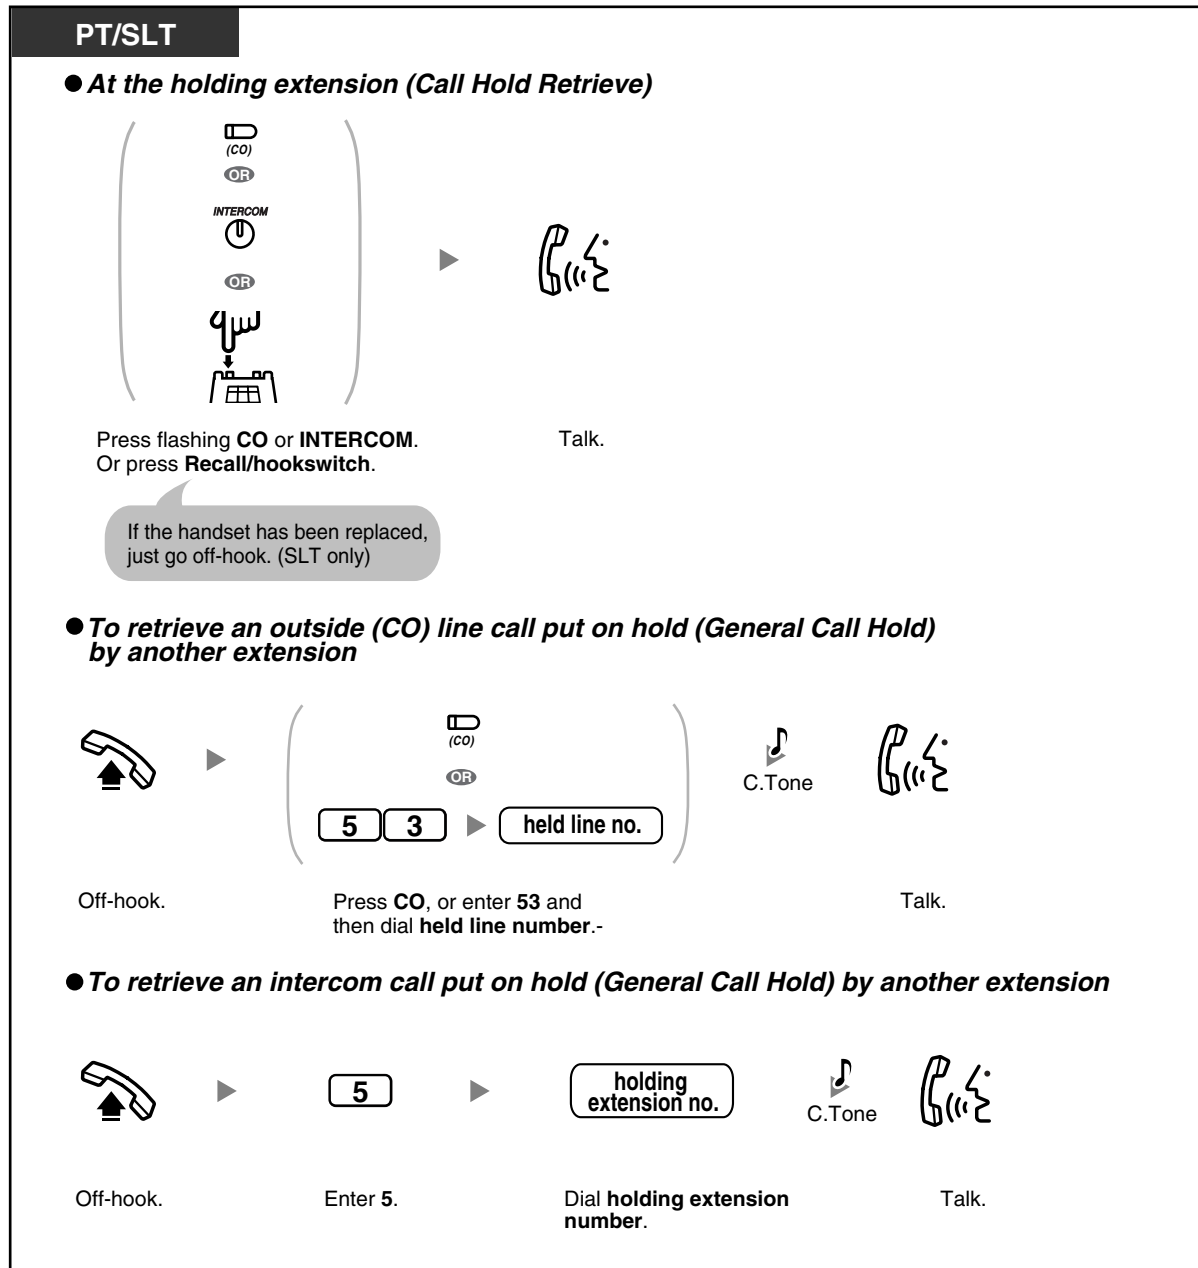 PT/SLT
At the holding extension (Call Hold Retrieve)
(CO)
OR
INTERCOM
OR
Press flashing CO or INTERCOM.
Or press Recall/hookswitch.
Talk.
If the handset has been replaced,
just go off-hook. (SLT only)
To retrieve an outside (CO) line call put on hold (General Call Hold)
by another extension
(CO)
OR
5 3 held line no.
C.Tone
Off-hook.
Press CO, or enter 53 and
then dial held line number.-
Talk.
To retrieve an intercom call put on hold (General Call Hold) by another extension
5
holding
extension no.
C.Tone
Off-hook.
Enter 5.
Dial holding extension
number.
Talk.